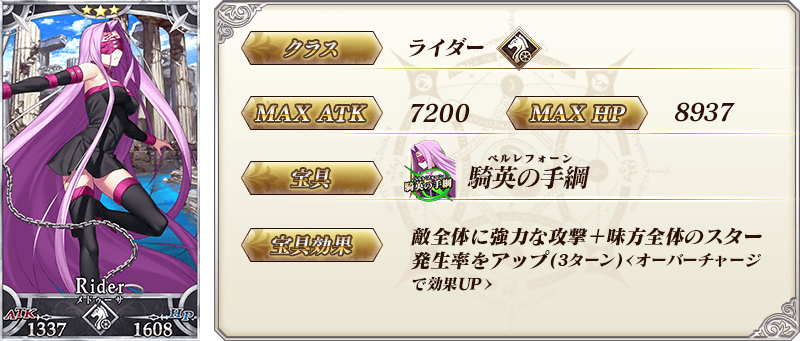 Rider
メドゥーサ
ATK HP
1337 1608
クラス ライダー
MAX ATK 7200 MAX HP 8937
ベルレフォーン
宝具 騎英の手綱
騎英の手綱
宝具効果 敵全体に強力な攻撃＋味方全体のスター
発生率をアップ(3ターン)<オーバーチャージ
で効果UP>